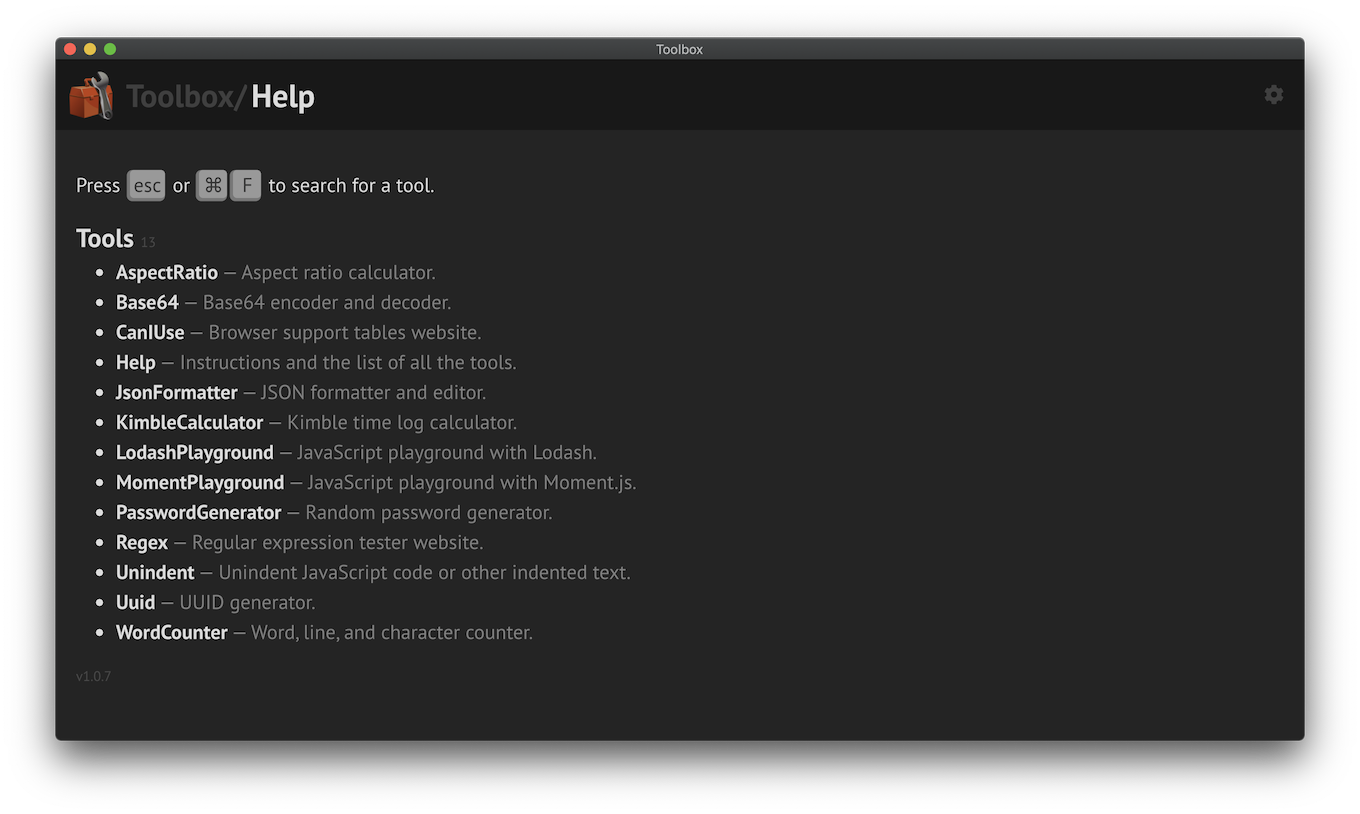 Toolbox
Toolbox/Help
Press esc or ⌘ F to search for a tool.
Tools 13
• AspectRatio — Aspect ratio calculator.
• Base64 — Base64 encoder and decoder.
• CanIUse — Browser support tables website.
• Help — Instructions and the list of all the tools.
• JsonFormatter — JSON formatter and editor.
• KimbleCalculator — Kimble time log calculator.
• LodashPlayground — JavaScript playground with Lodash.
• MomentPlayground — JavaScript playground with Moment.js.
• PasswordGenerator — Random password generator.
• Regex — Regular expression tester website.
• Unindent — Unindent JavaScript code or other indented text.
• Uuid — UUID generator.
• WordCounter — Word, line, and character counter.
v1.0.7